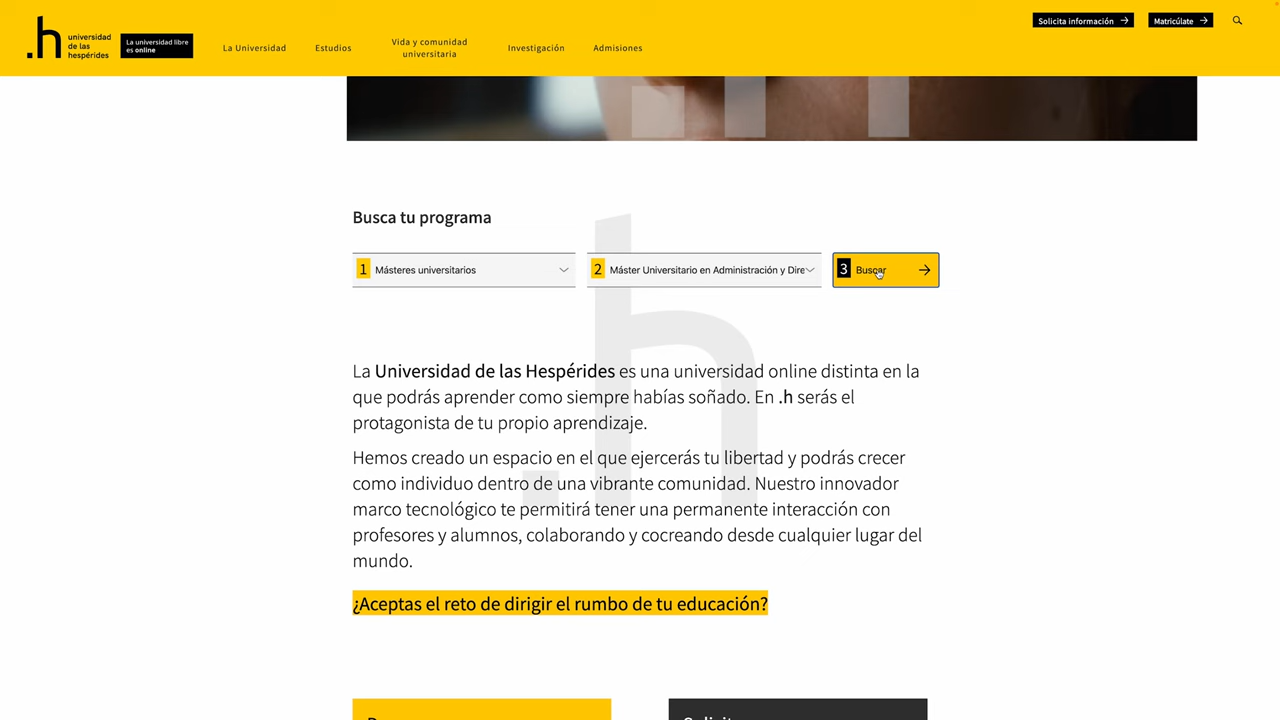 .h universidad de las hespérides
La universidad libre es online
La Universidad
Estudios
Vida y comunidad universitaria
Investigación
Admisiones
Solicita información
Matricúlate
Busca tu programa
1 Másteres universitarios
2 Máster Universitario en Administración y Dire
3 Buscar
La Universidad de las Hespérides es una universidad online distinta en la
que podrás aprender como siempre habías soñado. En .h serás el
protagonista de tu propio aprendizaje.
Hemos creado un espacio en el que ejercerás tu libertad y podrás crecer
como individuo dentro de una vibrante comunidad. Nuestro innovador
marco tecnológico te permitirá tener una permanente interacción con
profesores y alumnos, colaborando y cocreando desde cualquier lugar del
mundo.
¿Aceptas el reto de dirigir el rumbo de tu educación?